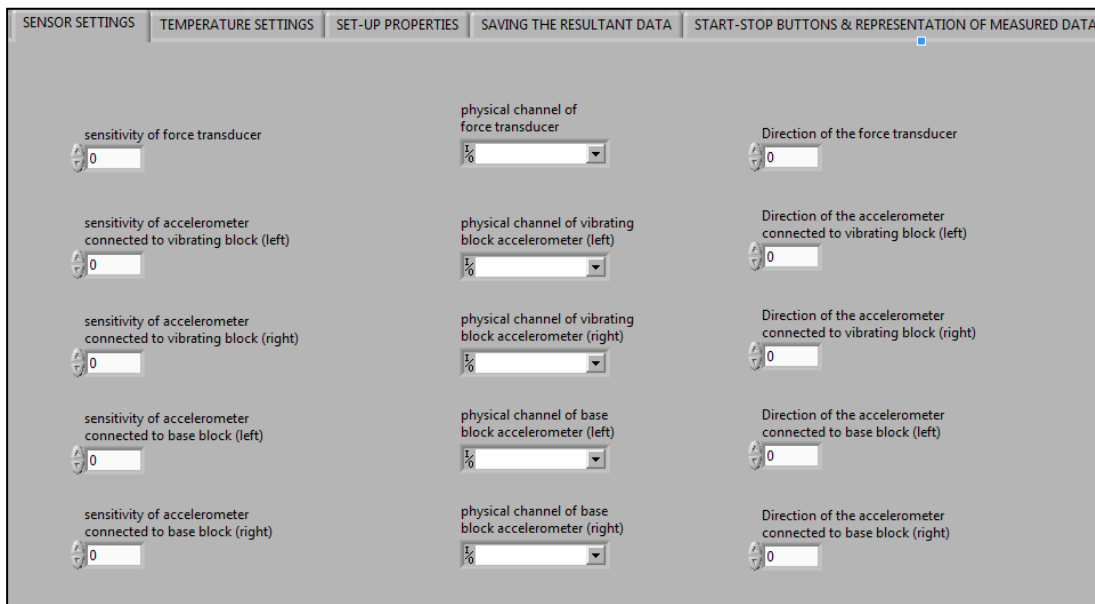 SENSOR SETTINGS TEMPERATURE SETTINGS SET-UP PROPERTIES SAVING THE RESULTANT DATA START-STOP BUTTONS & REPRESENTATION OF MEASURED DATA
sensitivity of force transducer
0
physical channel of
force transducer
I/0
Direction of the force transducer
0
sensitivity of accelerometer
connected to vibrating block (left)
0
physical channel of vibrating
block accelerometer (left)
I/0
Direction of the accelerometer
connected to vibrating block (left)
0
sensitivity of accelerometer
connected to vibrating block (right)
0
physical channel of vibrating
block accelerometer (right)
I/0
Direction of the accelerometer
connected to vibrating block (right)
0
sensitivity of accelerometer
connected to base block (left)
0
physical channel of base
block accelerometer (left)
I/0
Direction of the accelerometer
connected to base block (left)
0
sensitivity of accelerometer
connected to base block (right)
0
physical channel of base
block accelerometer (right)
I/0
Direction of the accelerometer
connected to base block (right)
0